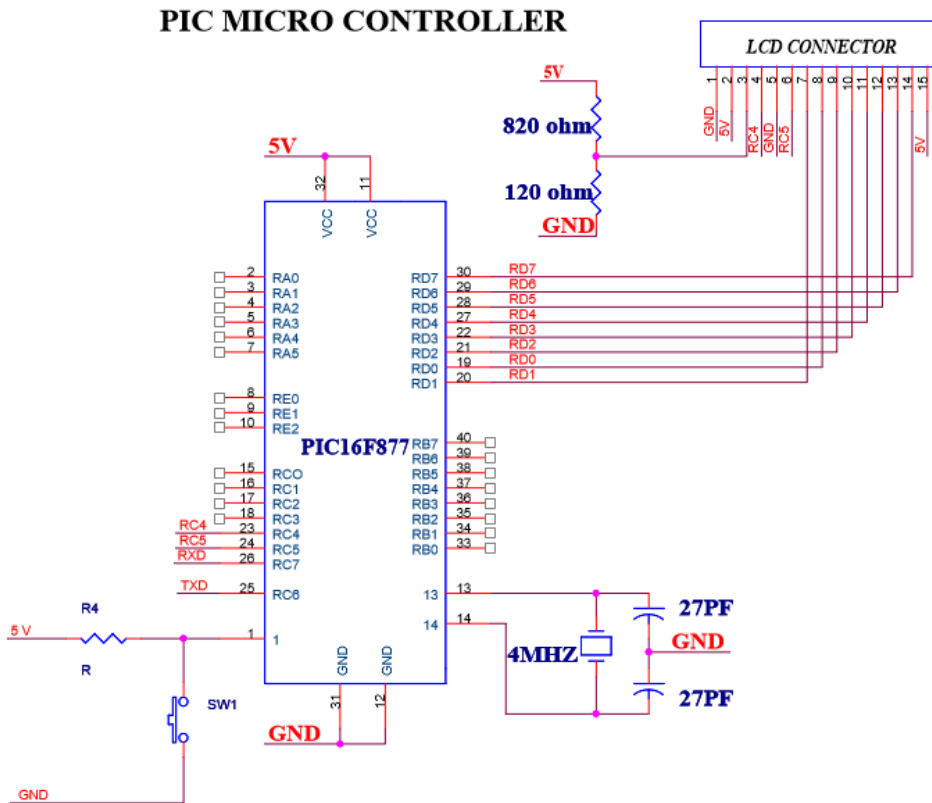 PIC MICRO CONTROLLER
LCD CONNECTOR
1 2 3 4 5 6 7 8 9 10 11 12 13 14 15
GND 5V RC4 GND RC5 5V
5V
820 ohm
120 ohm
GND
5V
32 11
VCC VCC
2 RA0 RD7 30 RD7
3 RA1 RD6 29 RD6
4 RA2 RD5 28 RD5
5 RA3 RD4 27 RD4
6 RA4 RD3 22 RD3
7 RA5 RD2 21 RD2
RD0 19 RD0
RD1 20 RD1
8 RE0
9 RE1
10 RE2
PIC16F877
RB7 40
RB6 39
15 RCO RB5 38
16 RC1 RB4 37
17 RC2 RB3 36
18 RC3 RB2 35
RC4 23 RC4 RB1 34
RC5 24 RC5 RB0 33
RXD 26 RC7
TXD 25 RC6 13 13
14 14
27PF
GND
4MHZ
27PF
R4
5 V 1 1
R
SW1
GND GND
31 12
GND
GND